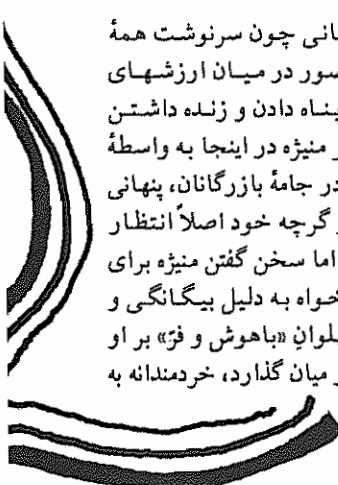 انی چون سرنوشت همهٔ
سور در میان ارزشهای
پناه دادن و زنده داشتن
ر منیژه در اینجا به واسطهٔ
در جامهٔ بازرگانان، پنهانی
گرچه خود اصلاً انتظار
اما سخن گفتن منیژه برای
خواه به دلیل بیگانگی و
هلوانِ «باهوش و فرّ» بر او
میان گذارد، خردمندانه به